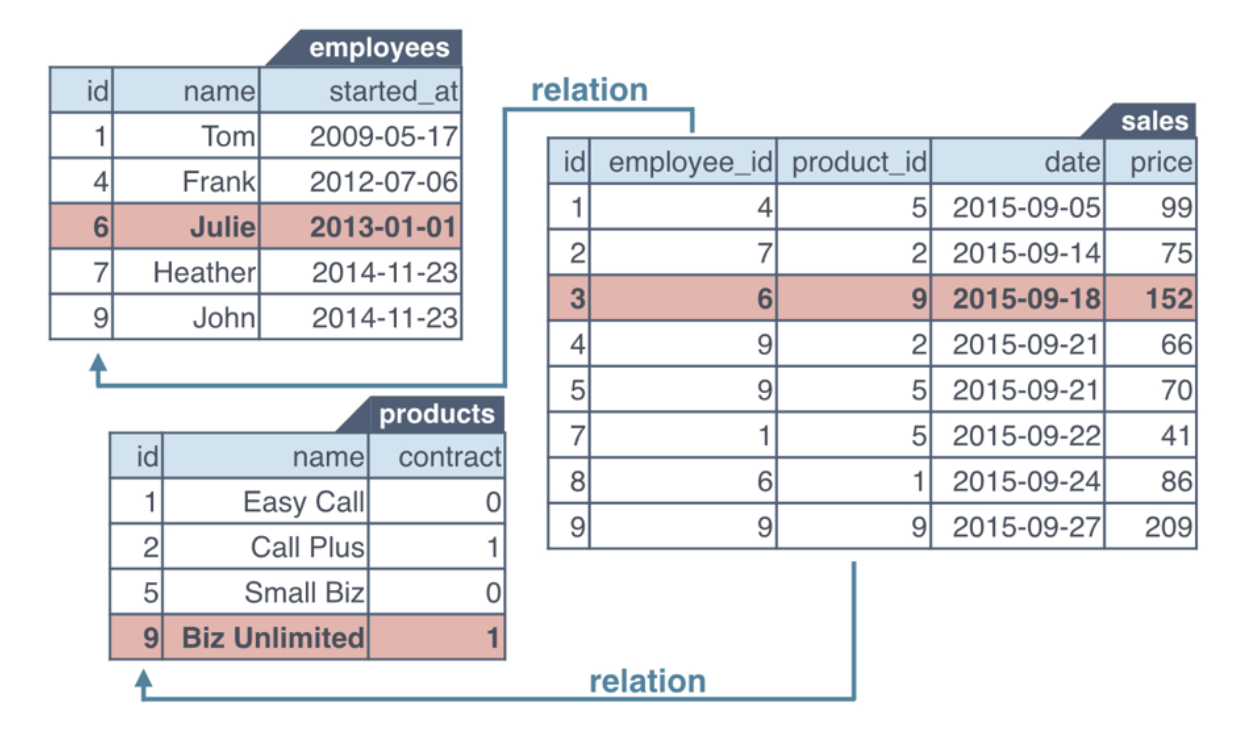 employees
id name started_at
1 Tom 2009-05-17
4 Frank 2012-07-06
6 Julie 2013-01-01
7 Heather 2014-11-23
9 John 2014-11-23
relation
sales
id employee_id product_id date price
1 4 5 2015-09-05 99
2 7 2 2015-09-14 75
3 6 9 2015-09-18 152
4 9 2 2015-09-21 66
5 9 5 2015-09-21 70
7 1 5 2015-09-22 41
8 6 1 2015-09-24 86
9 9 9 2015-09-27 209
products
id name contract
1 Easy Call 0
2 Call Plus 1
5 Small Biz 0
9 Biz Unlimited 1
relation